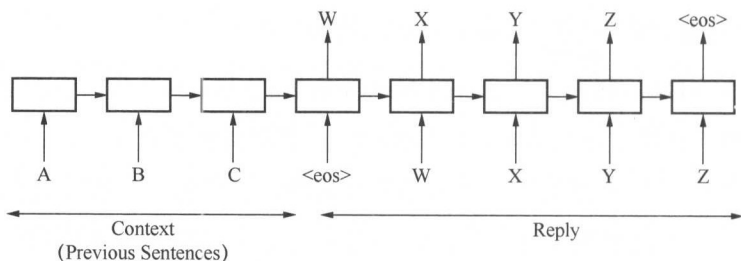 W X Y Z <eos>
A B C <eos> W X Y Z
Context Reply
(Previous Sentences)